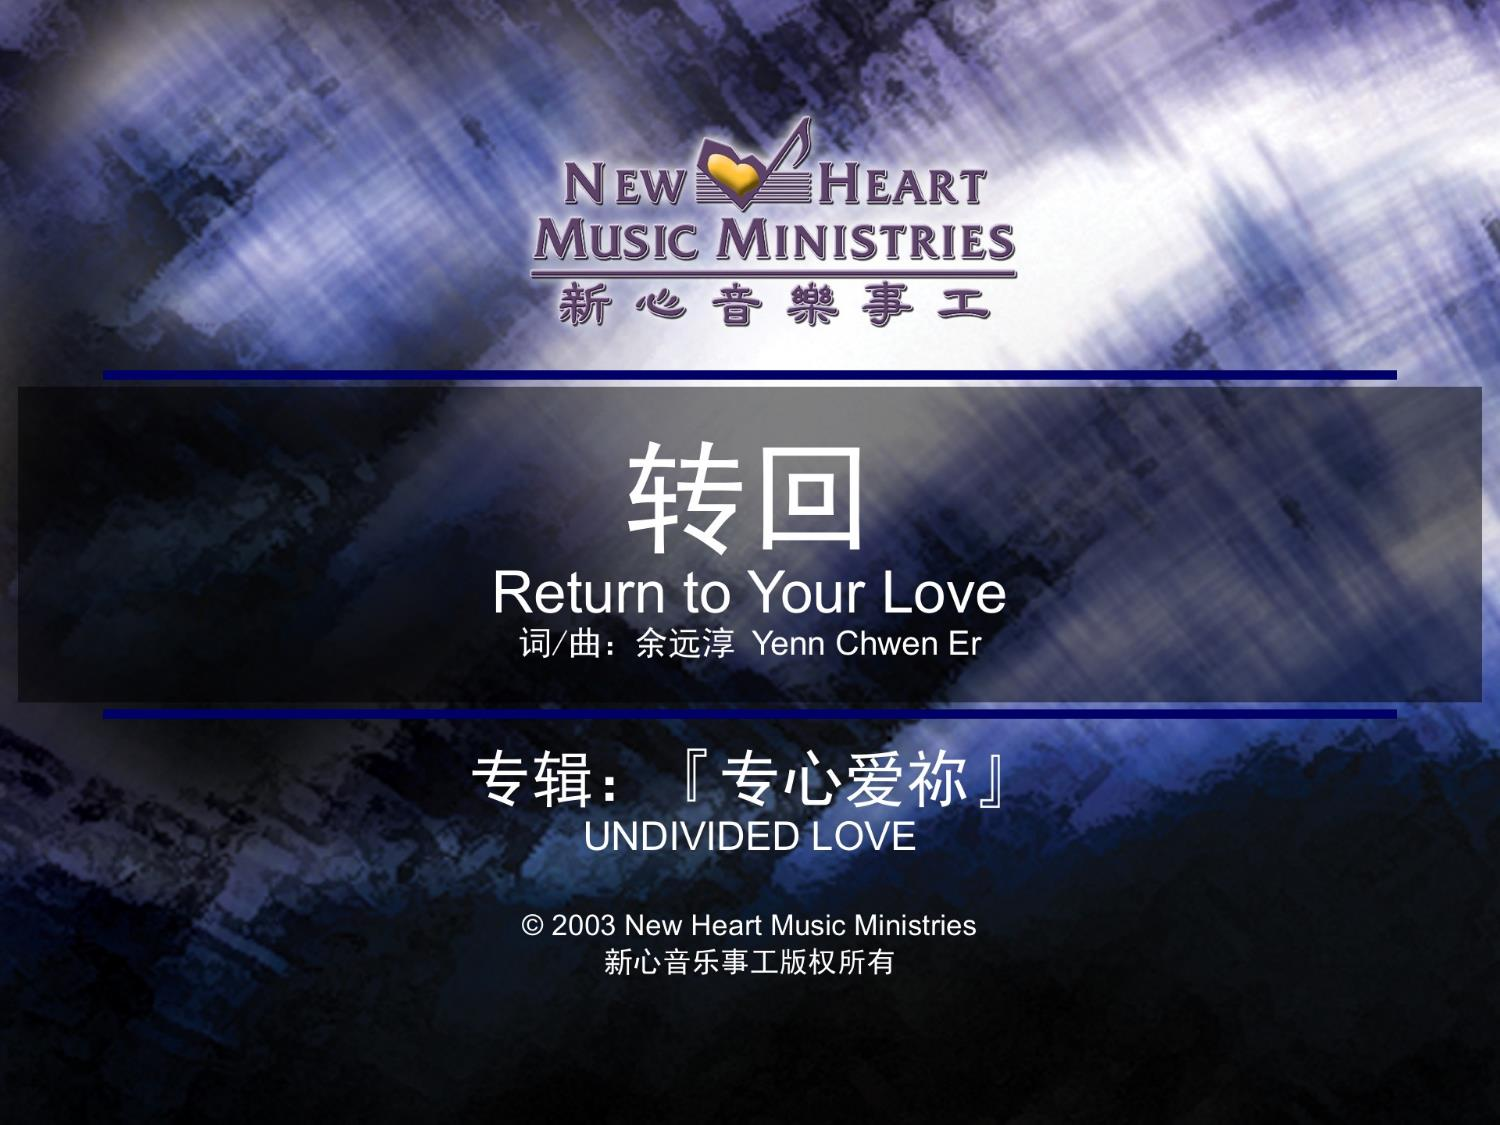 NEW HEART
MUSIC MINISTRIES
新心音樂事工
转回
Return to Your Love
词/曲：余远淳 Yenn Chwen Er
专辑：『专心爱祢』
UNDIVIDED LOVE
© 2003 New Heart Music Ministries
新心音乐事工版权所有